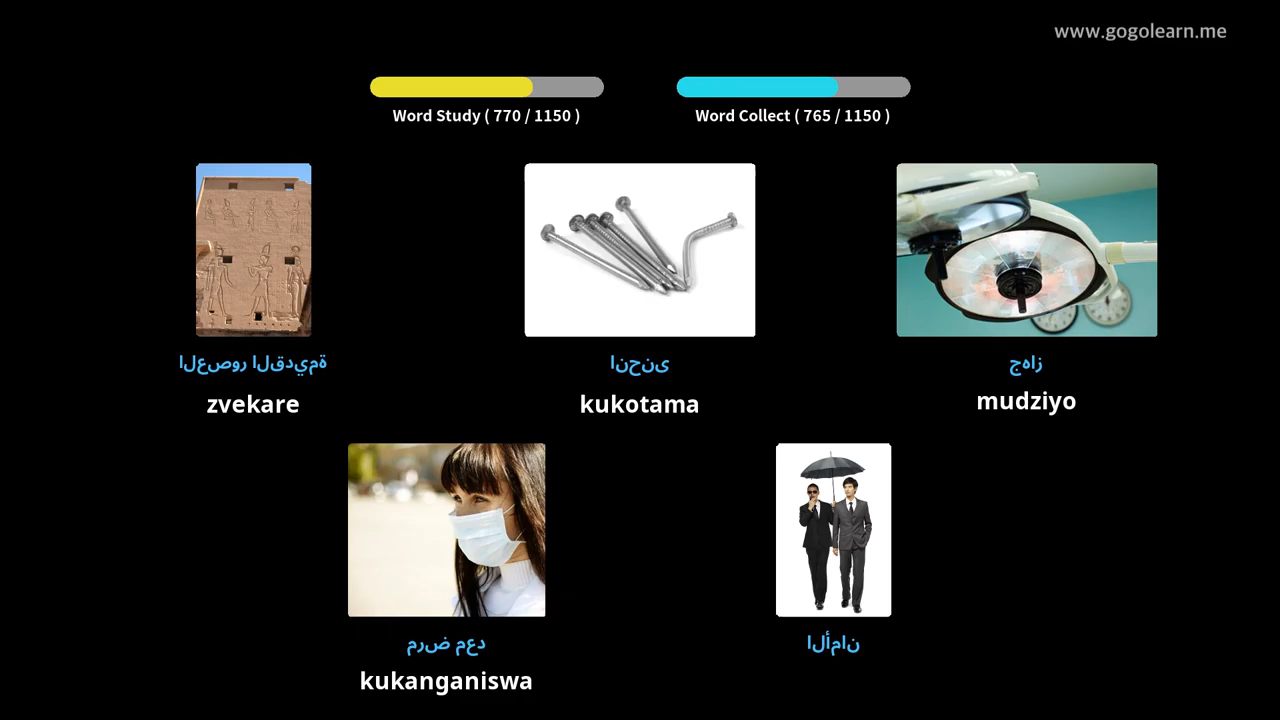 www.gogolearn.me
Word Study ( 770 / 1150 )
Word Collect ( 765 / 1150 )
العصور القديمة
انحنى
جهاز
zvekare
kukotama
mudziyo
مرض معد
الأمان
kukanganiswa